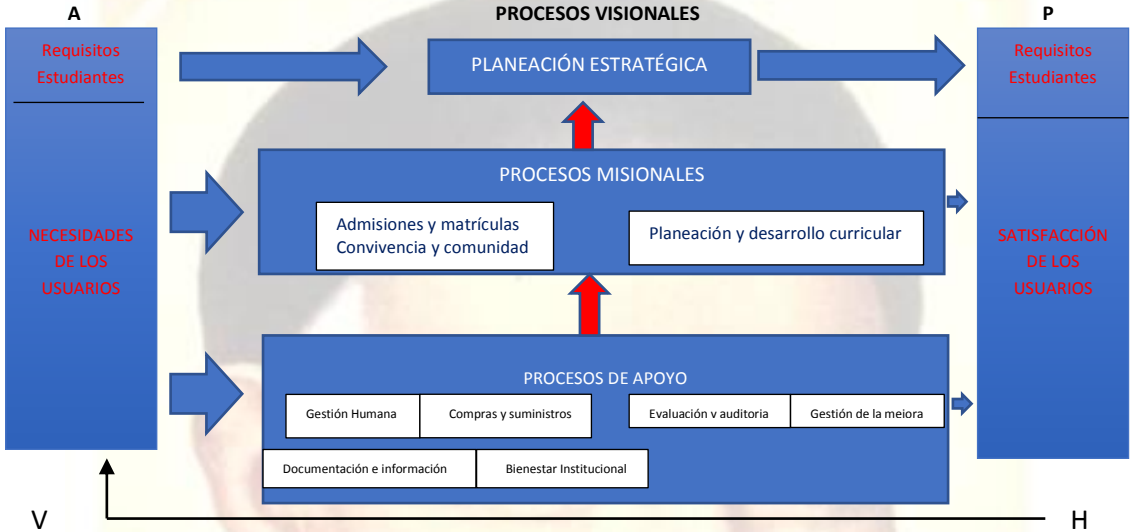 A
PROCESOS VISIONALES
P
Requisitos
Estudiantes
PLANEACIÓN ESTRATÉGICA
Requisitos
Estudiantes
PROCESOS MISIONALES
Admisiones y matrículas
Convivencia y comunidad
Planeación y desarrollo curricular
NECESIDADES
DE LOS
USUARIOS
SATISFACCIÓN
DE LOS
USUARIOS
PROCESOS DE APOYO
Gestión Humana
Compras y suministros
Evaluación y auditoria
Gestión de la mejora
Documentación e información
Bienestar Institucional
V
H